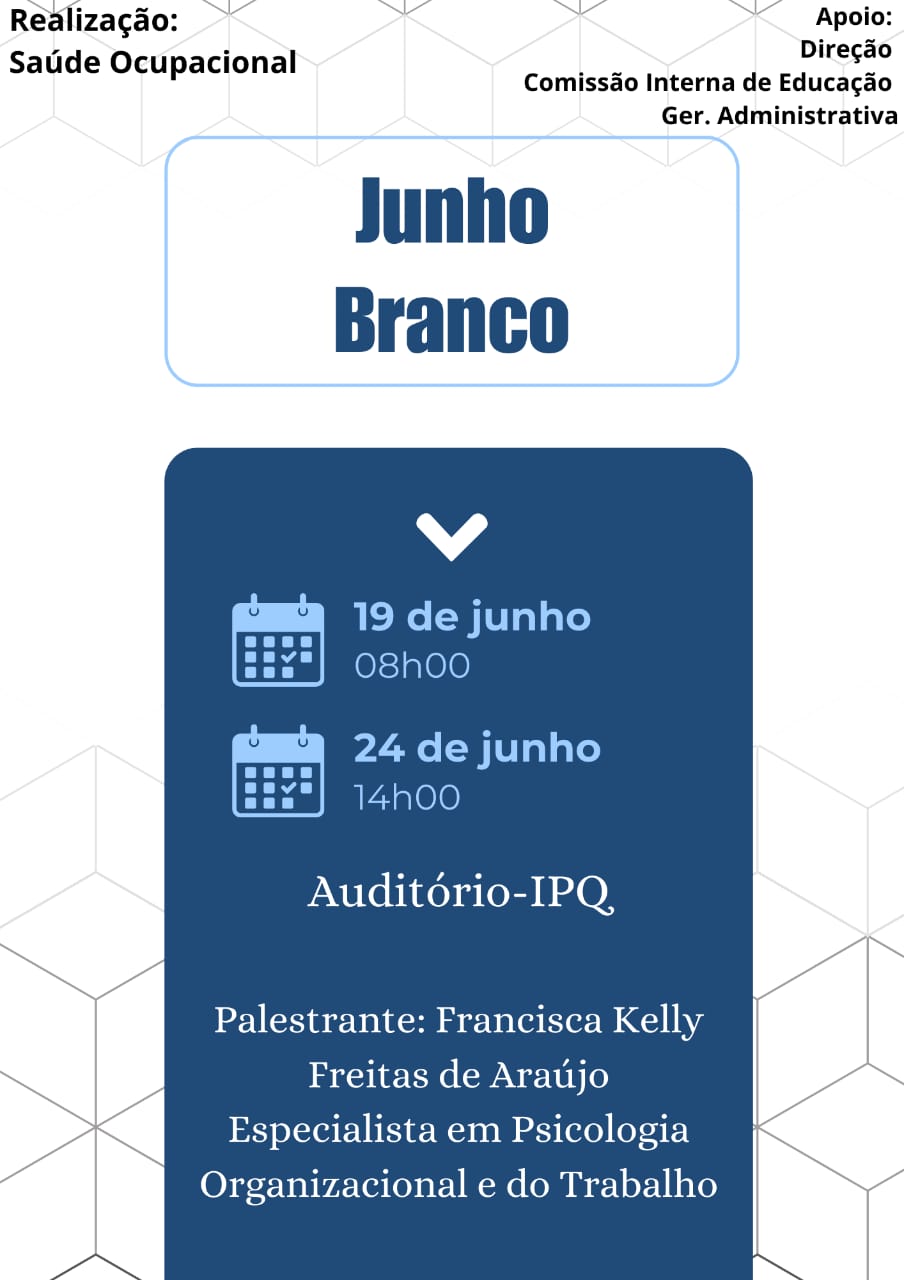 Realização:
Saúde Ocupacional
Apoio:
Direção
Comissão Interna de Educação
Ger. Administrativa
Junho
Branco
19 de junho
08h00
24 de junho
14h00
Auditório-IPQ
Palestrante: Francisca Kelly
Freitas de Araújo
Especialista em Psicologia
Organizacional e do Trabalho